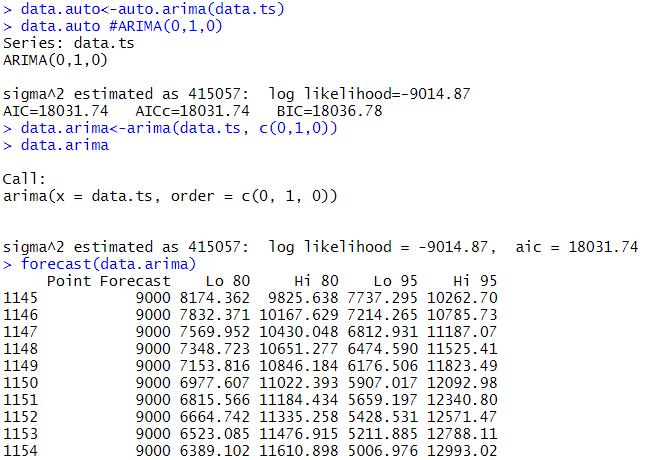 > data.auto<-auto.arima(data.ts)
> data.auto #ARIMA(0,1,0)
Series: data.ts
ARIMA(0,1,0)
sigma^2 estimated as 415057:  log likelihood=-9014.87
AIC=18031.74   AICc=18031.74   BIC=18036.78
> data.arima<-arima(data.ts, c(0,1,0))
> data.arima
Call:
arima(x = data.ts, order = c(0, 1, 0))
sigma^2 estimated as 415057:  log likelihood = -9014.87,  aic = 18031.74
> forecast(data.arima)
     Point Forecast    Lo 80     Hi 80    Lo 95    Hi 95
1145           9000 8174.362  9825.638 7737.295 10262.70
1146           9000 7832.371 10167.629 7214.265 10785.73
1147           9000 7569.952 10430.048 6812.931 11187.07
1148           9000 7348.723 10651.277 6474.590 11525.41
1149           9000 7153.816 10846.184 6176.506 11823.49
1150           9000 6977.607 11022.393 5907.017 12092.98
1151           9000 6815.566 11184.434 5659.197 12340.80
1152           9000 6664.742 11335.258 5428.531 12571.47
1153           9000 6523.085 11476.915 5211.885 12788.11
1154           9000 6389.102 11610.898 5006.976 12993.02